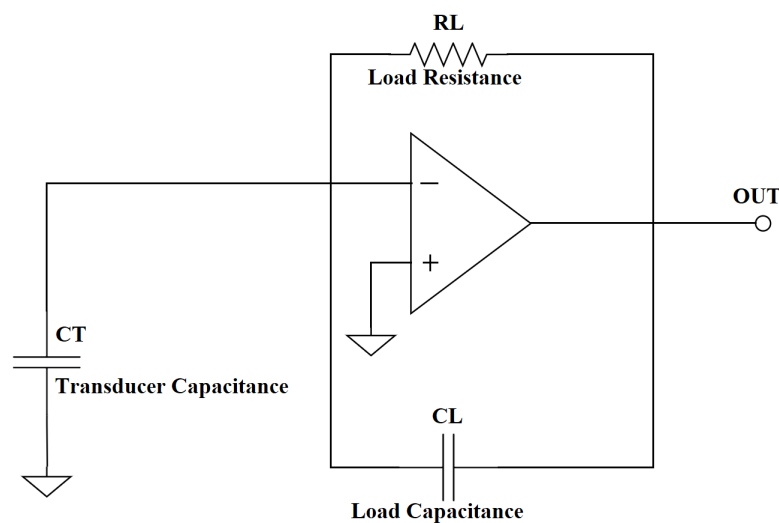 RL
Load Resistance
−
OUT
+
CT
Transducer Capacitance
CL
Load Capacitance